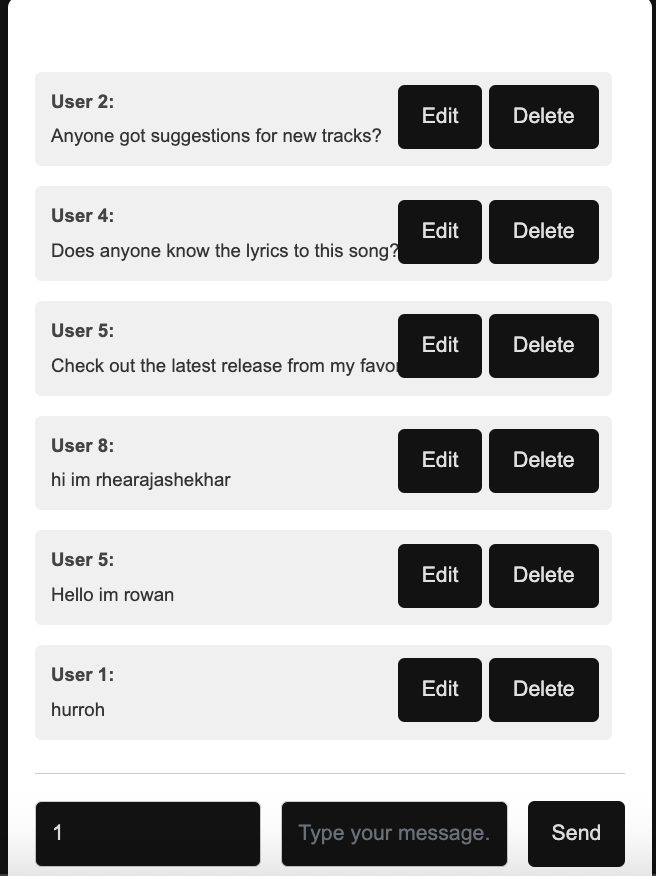 User 2:
Anyone got suggestions for new tracks?
Edit
Delete
User 4:
Does anyone know the lyrics to this song?
Edit
Delete
User 5:
Check out the latest release from my
Edit
Delete
User 8:
hi im rhearajashekhar
Edit
Delete
User 5:
Hello im rowan
Edit
Delete
User 1:
hurroh
Edit
Delete
1
Type your message.
Send